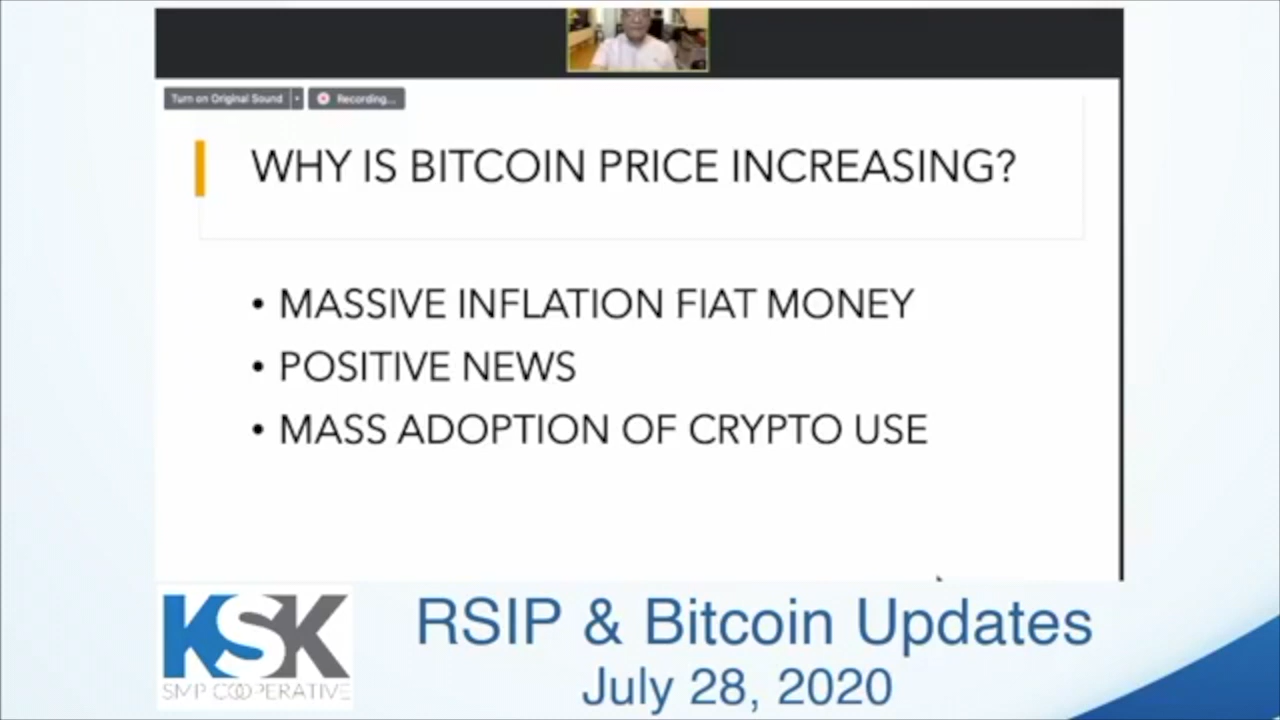 Turn on Original Sound
Recording...
WHY IS BITCOIN PRICE INCREASING?
• MASSIVE INFLATION FIAT MONEY
• POSITIVE NEWS
• MASS ADOPTION OF CRYPTO USE
KSK
SMP COOPERATIVE
RSIP & Bitcoin Updates
July 28, 2020